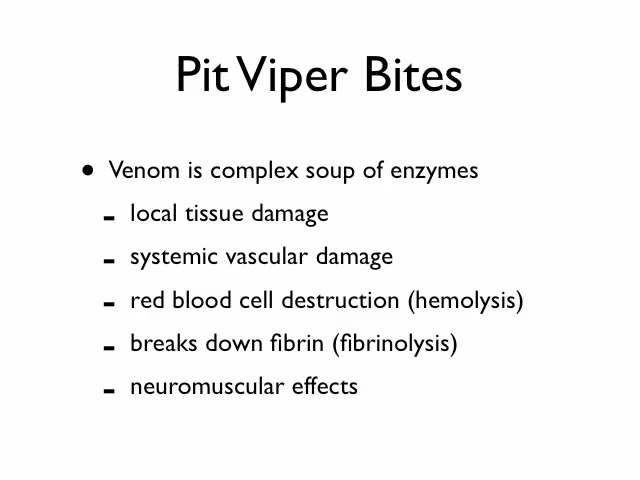 Pit Viper Bites
• Venom is complex soup of enzymes
- local tissue damage
- systemic vascular damage
- red blood cell destruction (hemolysis)
- breaks down fibrin (fibrinolysis)
- neuromuscular effects